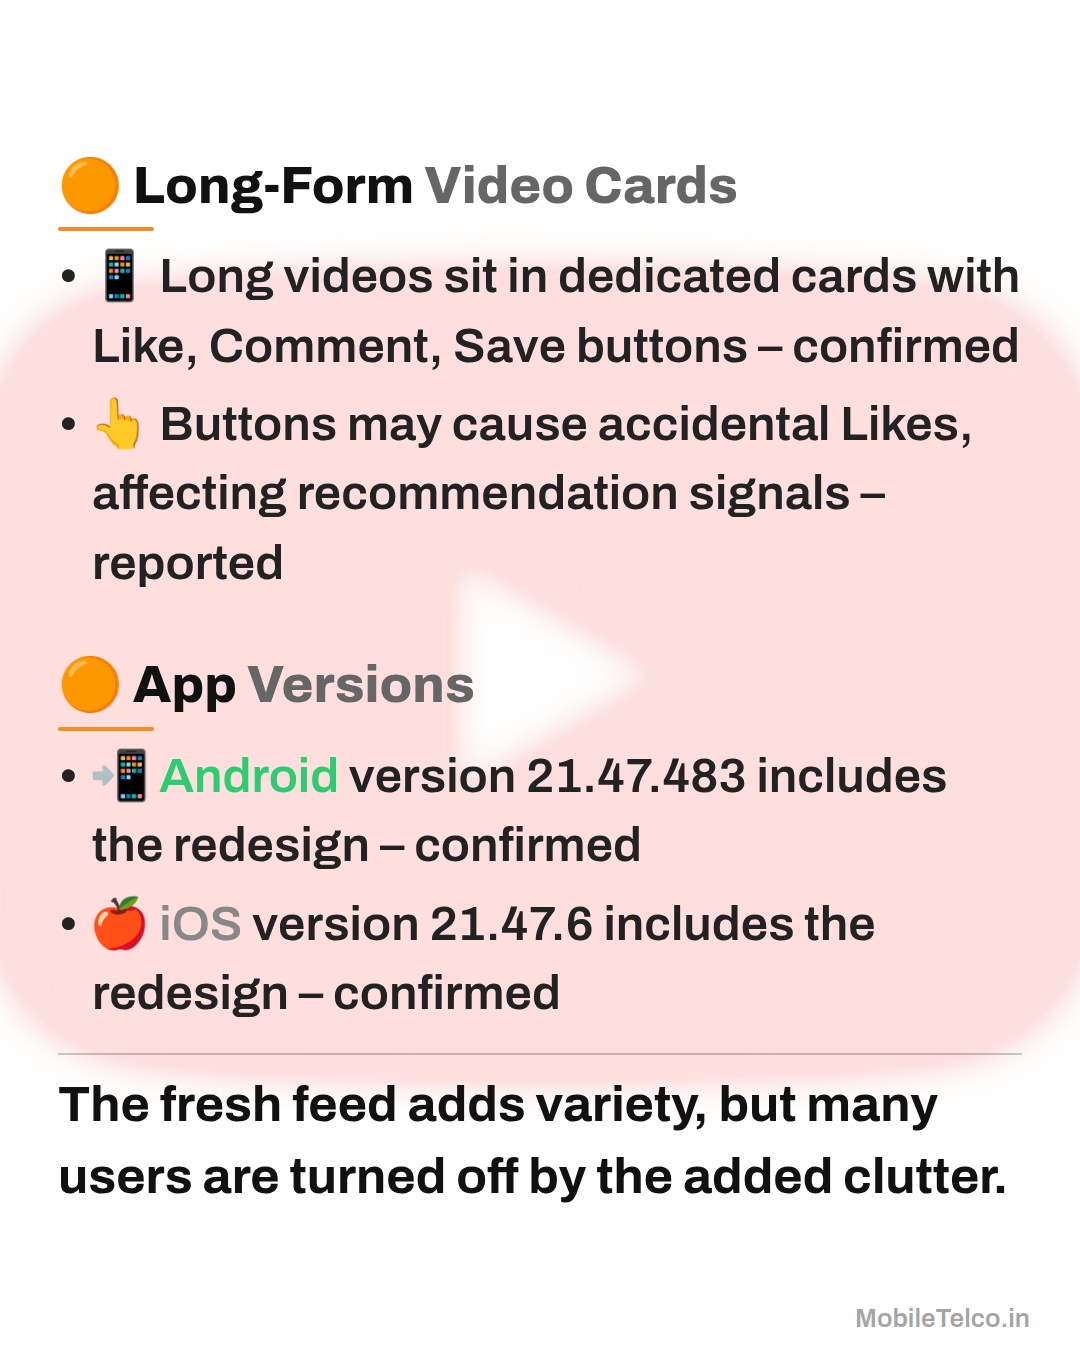 🟠 Long-Form Video Cards
• 📱 Long videos sit in dedicated cards with
Like, Comment, Save buttons – confirmed
• 👆 Buttons may cause accidental Likes,
affecting recommendation signals –
reported
🟠 App Versions
• 📲 Android version 21.47.483 includes
the redesign – confirmed
• 🍎 iOS version 21.47.6 includes the
redesign – confirmed
The fresh feed adds variety, but many
users are turned off by the added clutter.
MobileTelco.in